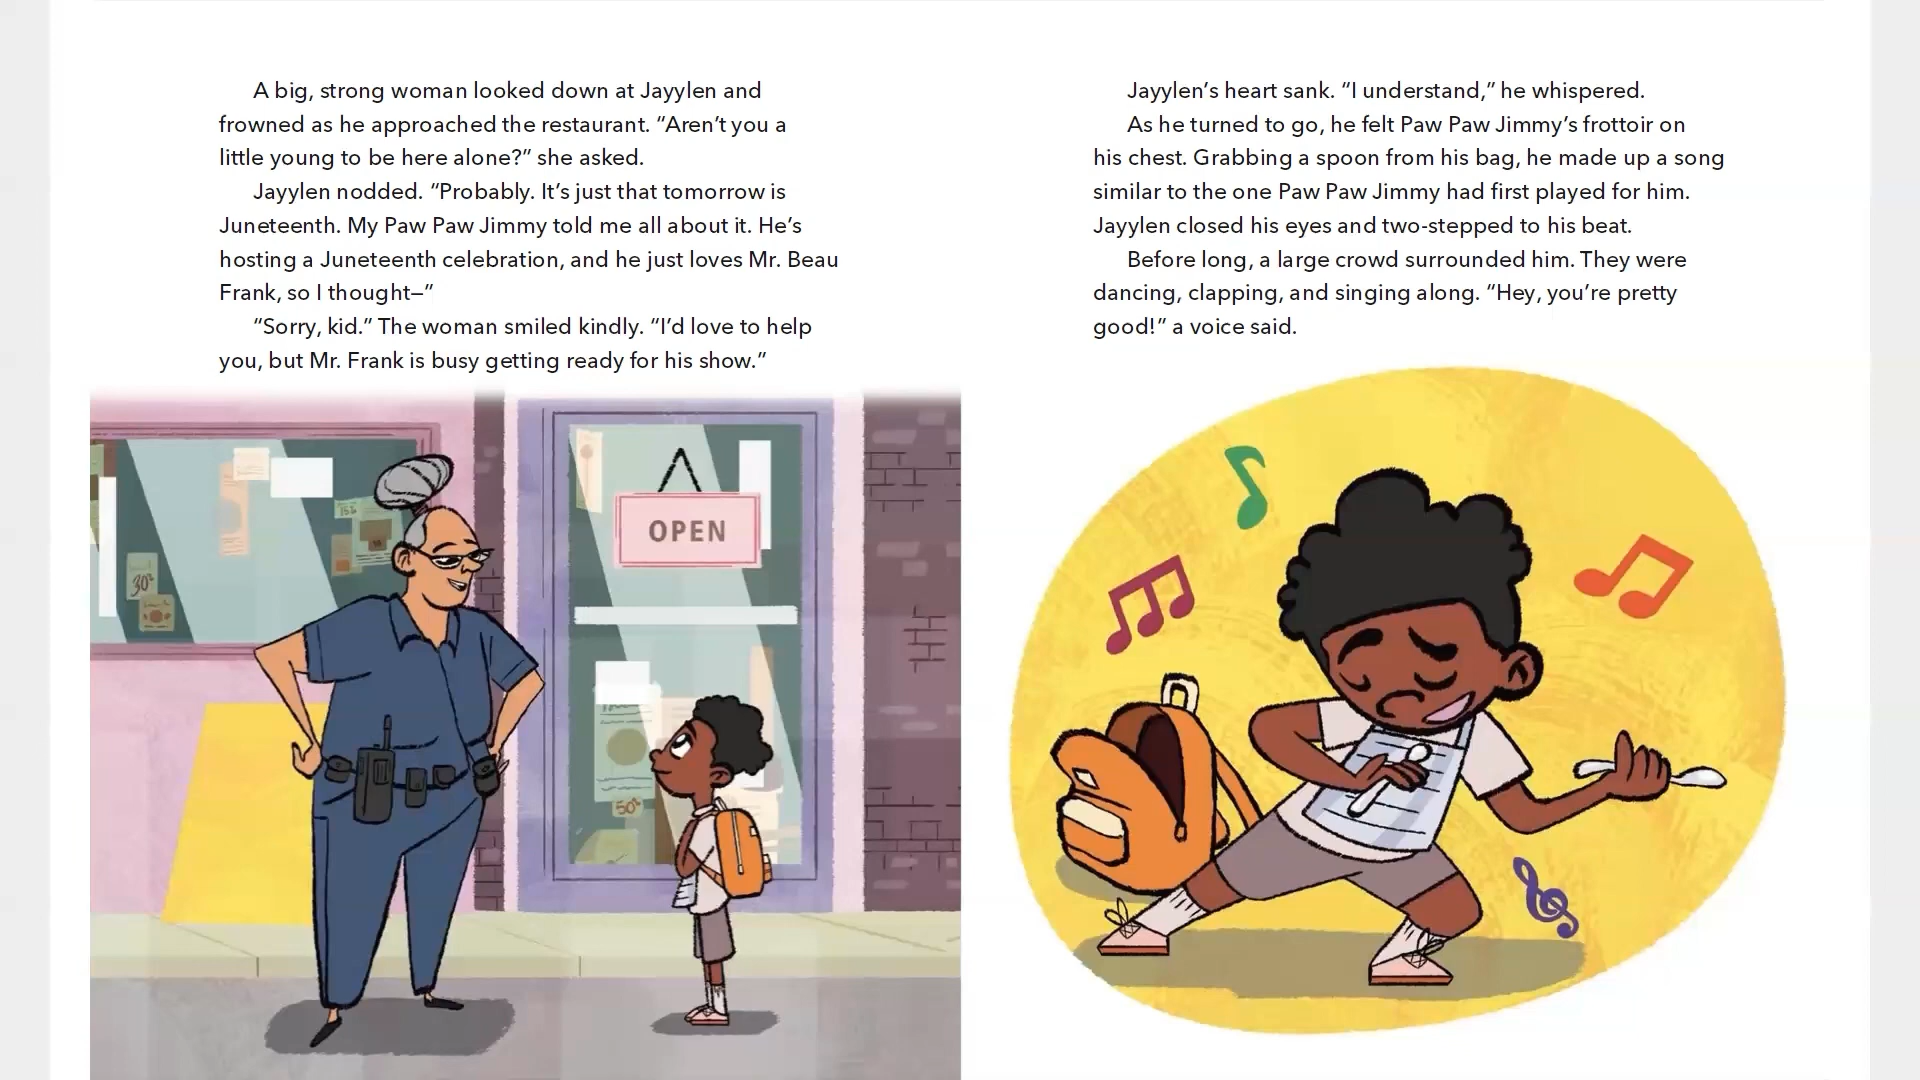 A big, strong woman looked down at Jayylen and
frowned as he approached the restaurant. “Aren’t you a
little young to be here alone?” she asked.
Jayylen nodded. “Probably. It’s just that tomorrow is
Juneteenth. My Paw Paw Jimmy told me all about it. He’s
hosting a Juneteenth celebration, and he just loves Mr. Beau
Frank, so I thought—”
“Sorry, kid.” The woman smiled kindly. “I’d love to help
you, but Mr. Frank is busy getting ready for his show.”
OPEN
30%
50%
Jayylen’s heart sank. “I understand,” he whispered.
As he turned to go, he felt Paw Paw Jimmy’s frottoir on
his chest. Grabbing a spoon from his bag, he made up a song
similar to the one Paw Paw Jimmy had first played for him.
Jayylen closed his eyes and two-stepped to his beat.
Before long, a large crowd surrounded him. They were
dancing, clapping, and singing along. “Hey, you’re pretty
good!” a voice said.